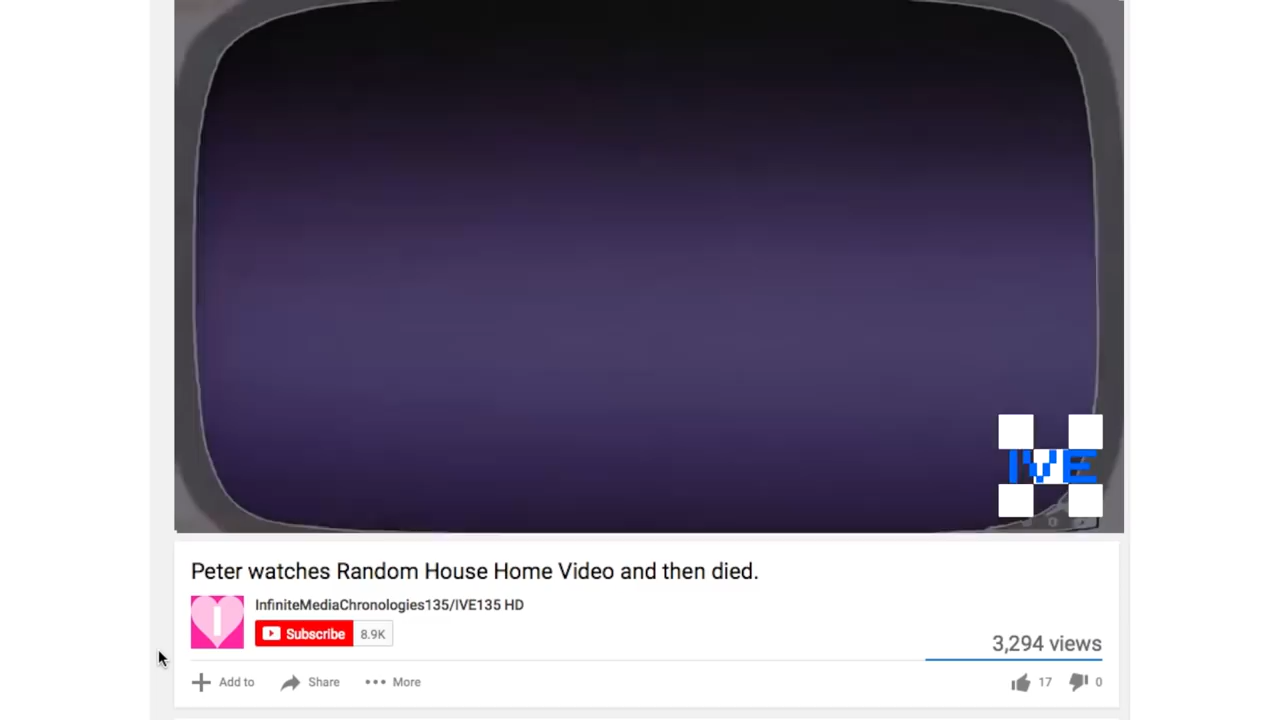 IVE
Peter watches Random House Home Video and then died.
InfiniteMediaChronologies135/IVE135 HD
Subscribe 8.9K
3,294 views
Add to Share More 17 0